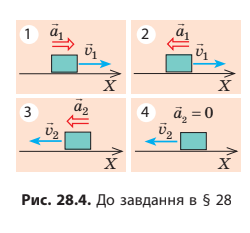 1 a⃗₁ v⃗₁ X
2 a⃗₁ v⃗₁ X
3 a⃗₂ v⃗₂ X
4 a⃗₂ = 0 v⃗₂ X
Рис. 28.4. До завдання в § 28